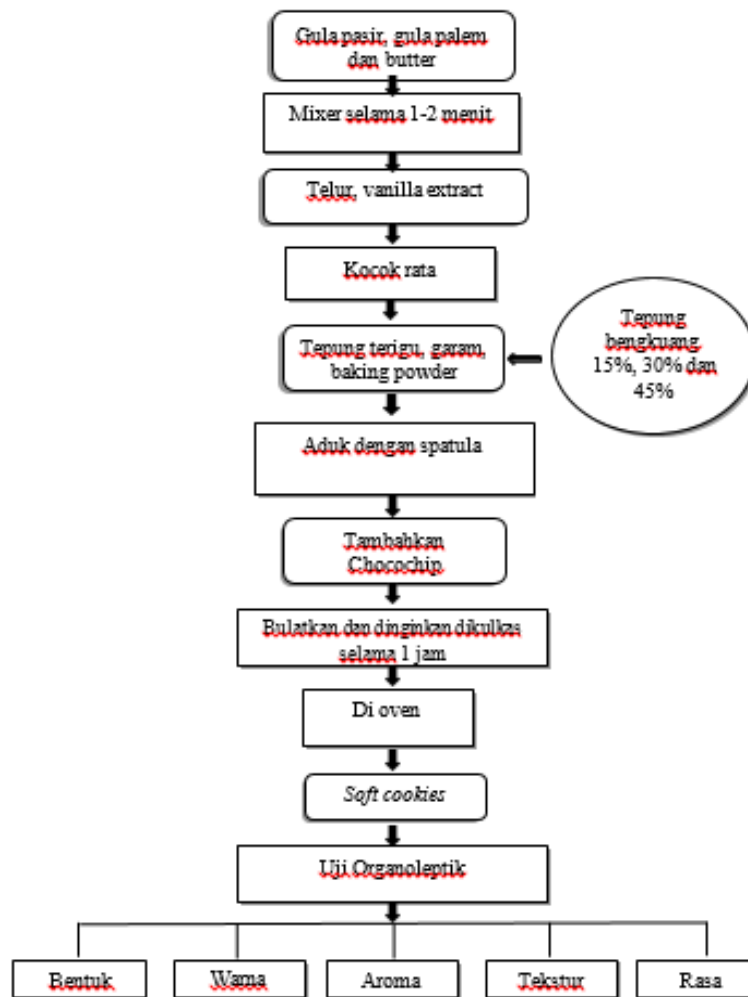 Gula pasir, gula palem
dan butter
Mixer selama 1-2 menit
Telur, vanilla extract
Kocok rata
Tepung terigu, garam,
baking powder
Tepung
bengkuang
15%, 30% dan
45%
Aduk dengan spatula
Tambahkan
Chocochip
Bulatkan dan dinginkan dikulkas
selama 1 jam
Di oven
Soft cookies
Uji Organoleptik
Bentuk
Warna
Aroma
Tekstur
Rasa